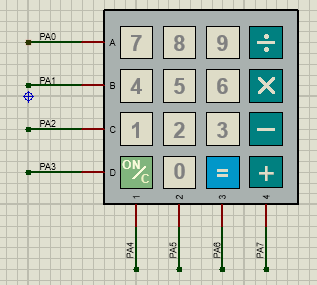 PA0 A 7 8 9 ÷
PA1 B 4 5 6 ×
PA2 C 1 2 3 −
PA3 D ON/C 0 = +
1 2 3 4
PA4 PA5 PA6 PA7